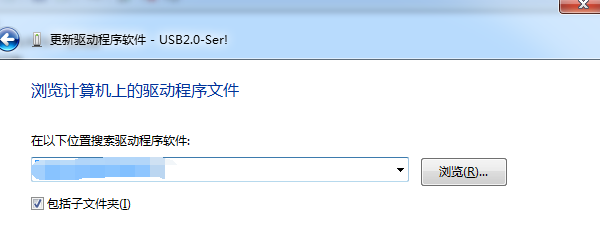 更新驱动程序软件 - USB2.0-Ser!
浏览计算机上的驱动程序文件
在以下位置搜索驱动程序软件:
浏览(R)...
包括子文件夹(I)